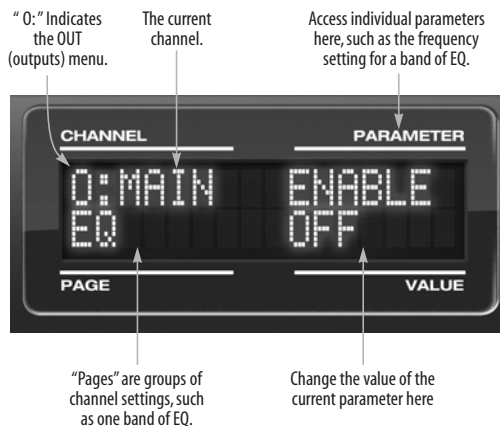 “ O:” Indicates
the OUT
(outputs) menu.
The current
channel.
Access individual parameters
here, such as the frequency
setting for a band of EQ.
CHANNEL
PARAMETER
O:MAIN
ENABLE
EQ
OFF
PAGE
VALUE
“Pages” are groups of
channel settings, such
as one band of EQ.
Change the value of the
current parameter here